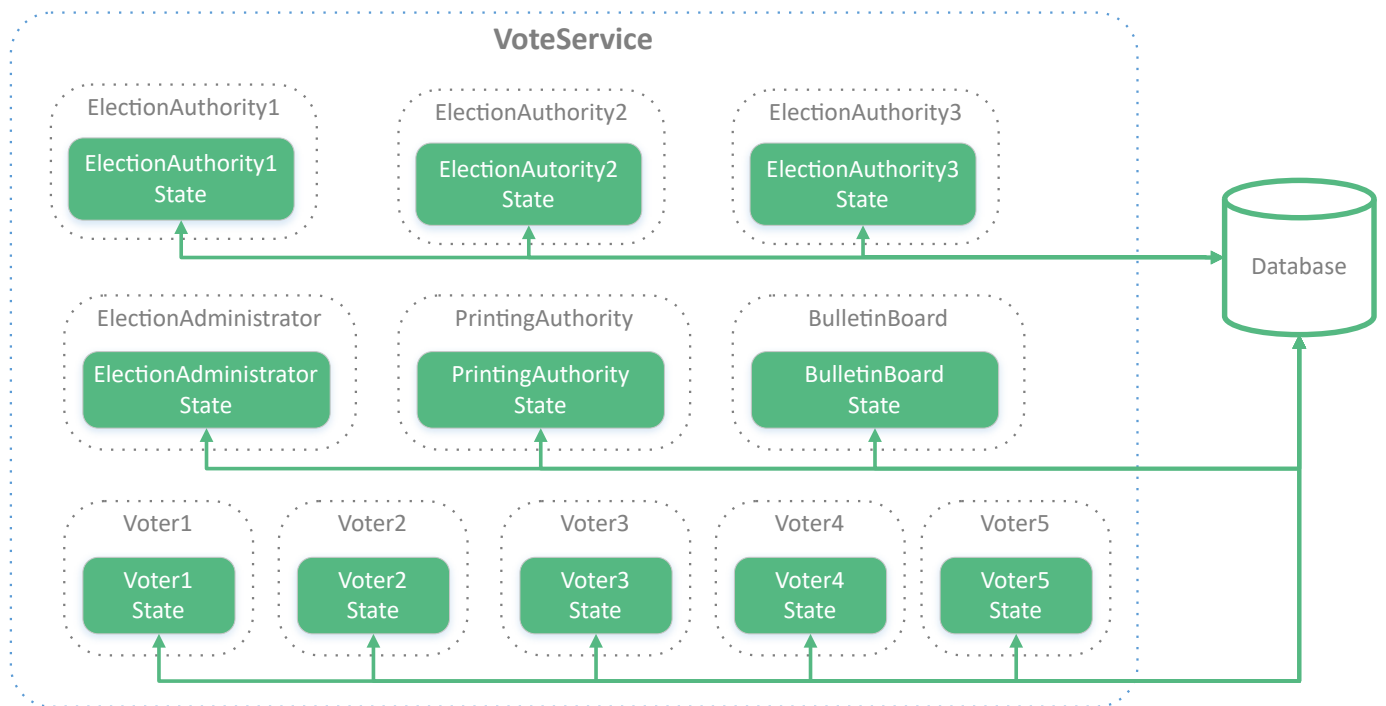 VoteService
ElectionAuthority1
ElectionAuthority2
ElectionAuthority3
ElectionAuthority1
State
ElectionAutority2
State
ElectionAuthority3
State
Database
ElectionAdministrator
PrintingAuthority
BulletinBoard
ElectionAdministrator
State
PrintingAuthority
State
BulletinBoard
State
Voter1
Voter2
Voter3
Voter4
Voter5
Voter1
State
Voter2
State
Voter3
State
Voter4
State
Voter5
State